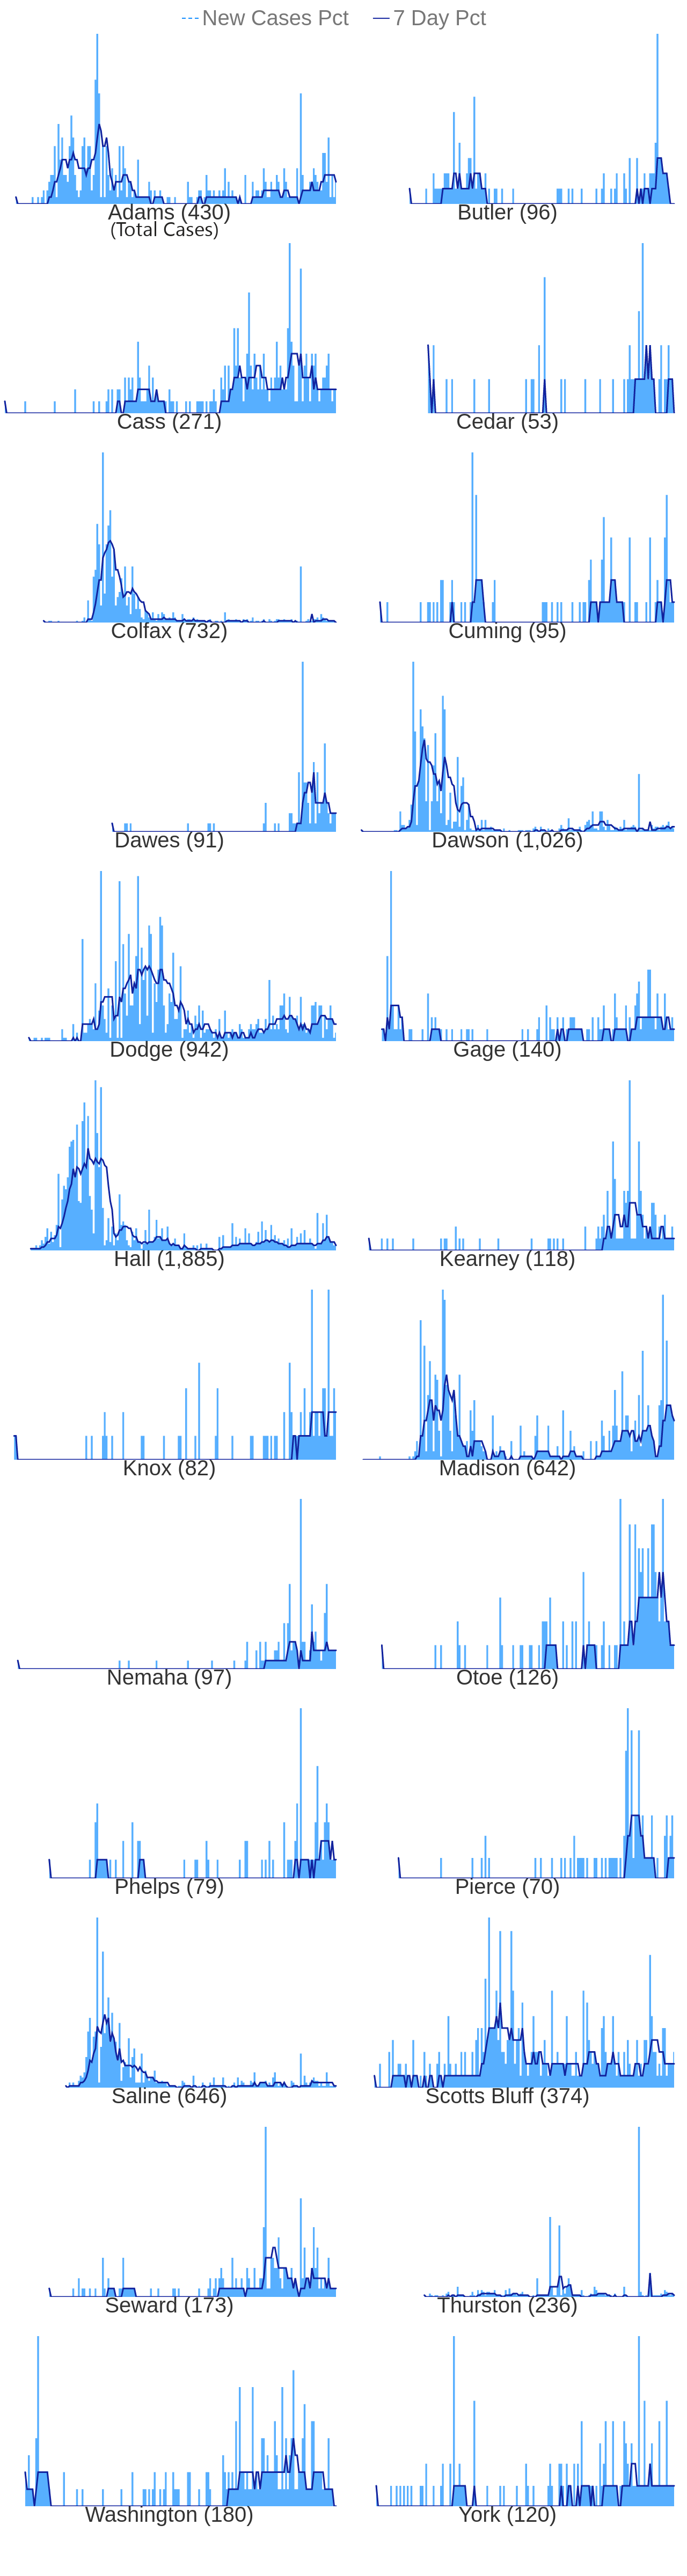 New Cases Pct 7 Day Pct
Adams (430) Butler (96)
(Total Cases)
Cass (271) Cedar (53)
Colfax (732) Cuming (95)
Dawes (91) Dawson (1,026)
Dodge (942) Gage (140)
Hall (1,885) Kearney (118)
Knox (82) Madison (642)
Nemaha (97) Otoe (126)
Phelps (79) Pierce (70)
Saline (646) Scotts Bluff (374)
Seward (173) Thurston (236)
Washington (180) York (120)